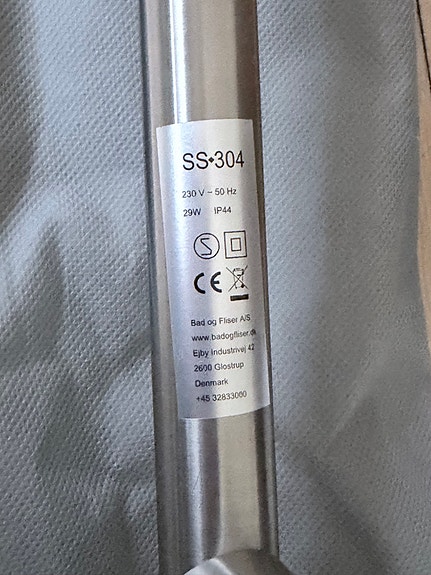 SS•304
230 V ~ 50 Hz
29W IP44
S
CE
Bad og Fliser A/S
www.badogfliser.dk
Ejby Industrivej 42
2600 Glostrup
Denmark
+45 32833000